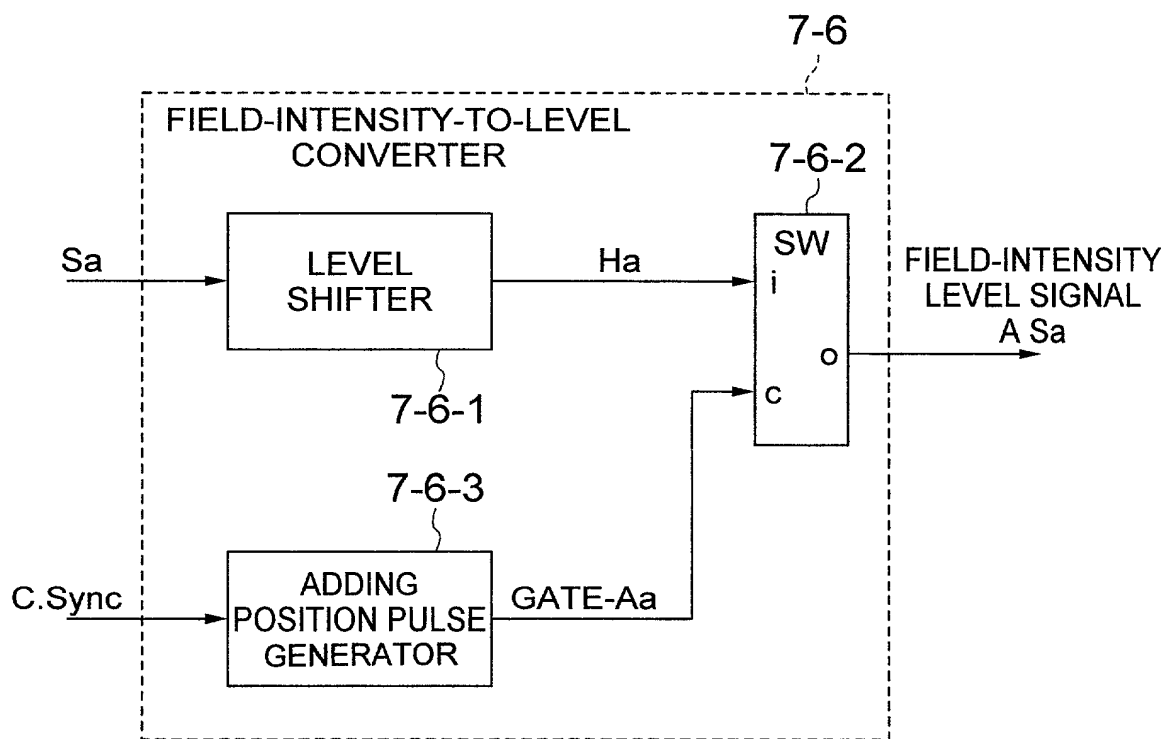 7-6
FIELD-INTENSITY-TO-LEVEL
CONVERTER
7-6-2
Sa
LEVEL
SHIFTER
Ha
SW
i
o
c
FIELD-INTENSITY
LEVEL SIGNAL
A Sa
7-6-1
7-6-3
C.Sync
ADDING
POSITION PULSE
GENERATOR
GATE-Aa